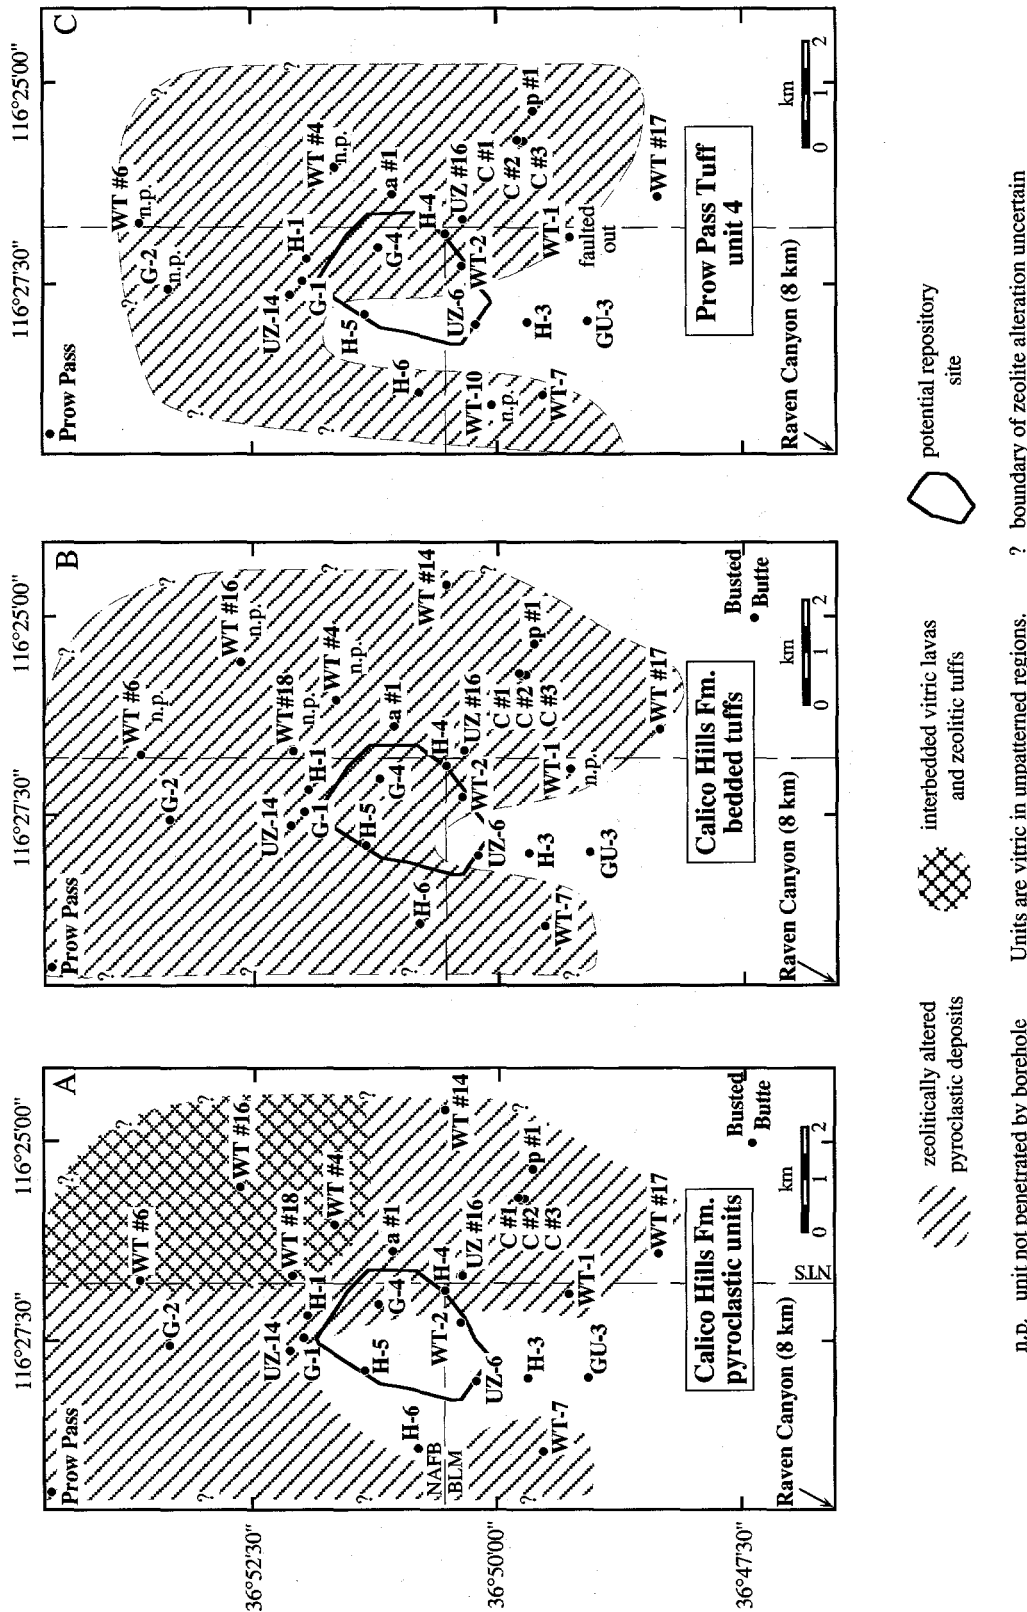 A
116°27'30"
116°25'00"
36°52'30"
36°50'00"
36°47'30"
Prow Pass
WT #6
G-2
WT #16
WT #18
UZ-14
H-1
G-1
WT #4
a #1
G-4
H-5
H-6
NAFB
BLM
H-4
WT #14
UZ #16
WT-2
UZ-6
C #1
C #2
C #3
p #1
H-3
WT-1
WT-7
GU-3
WT #17
Calico Hills Fm.
pyroclastic units
NTS
Busted
Butte
Raven Canyon (8 km)
km
0 1 2
?
?
?
?
?
?
?
B
116°27'30"
116°25'00"
Prow Pass
WT #6
n.p.
G-2
WT #16
n.p.
WT#18
n.p.
UZ-14
H-1
G-1
WT #4
n.p.
a #1
G-4
H-5
H-6
H-4
WT #14
UZ #16
WT-2
UZ-6
C #1
C #2
C #3
p #1
H-3
WT-1
n.p.
WT-7
GU-3
WT #17
Calico Hills Fm.
bedded tuffs
Busted
Butte
Raven Canyon (8 km)
km
0 1 2
?
?
?
?
?
?
?
C
116°27'30"
116°25'00"
Prow Pass
WT #6
n.p.
G-2
n.p.
UZ-14
H-1
G-1
WT #4
n.p.
a #1
G-4
H-5
H-6
H-4
UZ #16
WT-2
UZ-6
WT-10
n.p.
C #1
C #2
C #3
p #1
H-3
WT-1
faulted
out
WT-7
GU-3
WT #17
Prow Pass Tuff
unit 4
Raven Canyon (8 km)
km
0 1 2
?
?
?
?
?
zeolitically altered
pyroclastic deposits
interbedded vitric lavas
and zeolitic tuffs
potential repository
site
n.p. unit not penetrated by borehole
Units are vitric in unpatterned regions.
? boundary of zeolite alteration uncertain